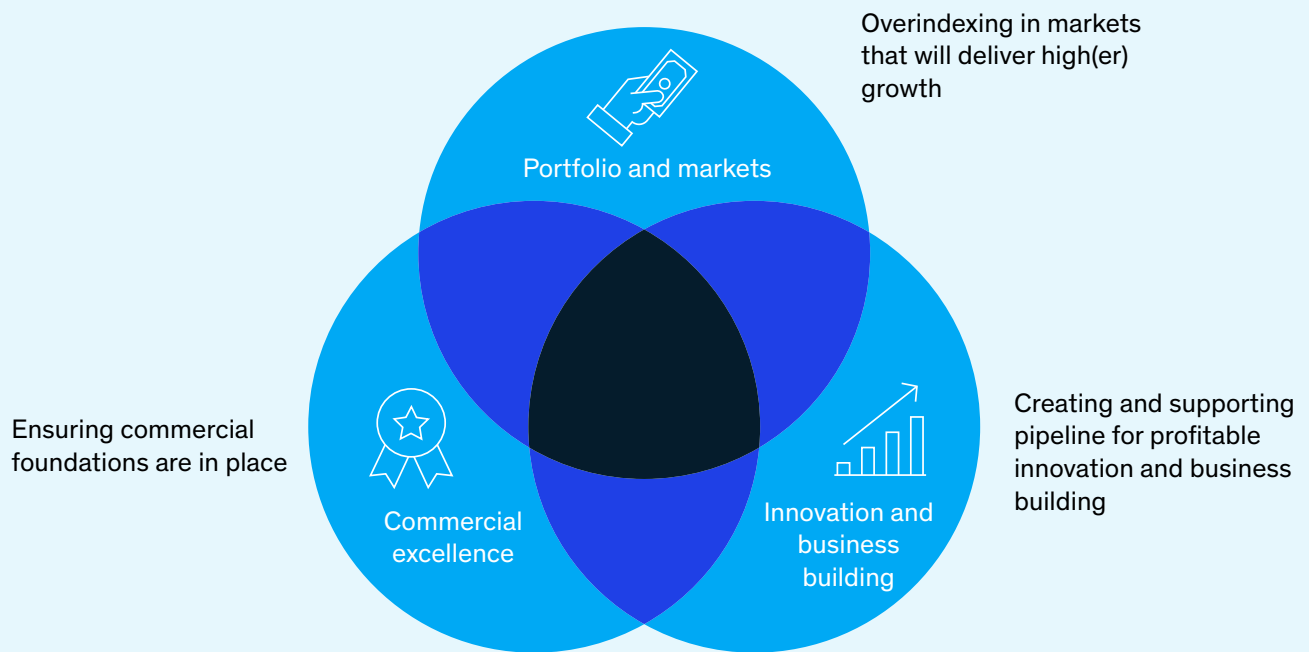 Overindexing in markets
that will deliver high(er)
growth
Portfolio and markets
Ensuring commercial
foundations are in place
Commercial
excellence
Innovation and
business
building
Creating and supporting
pipeline for profitable
innovation and business
building